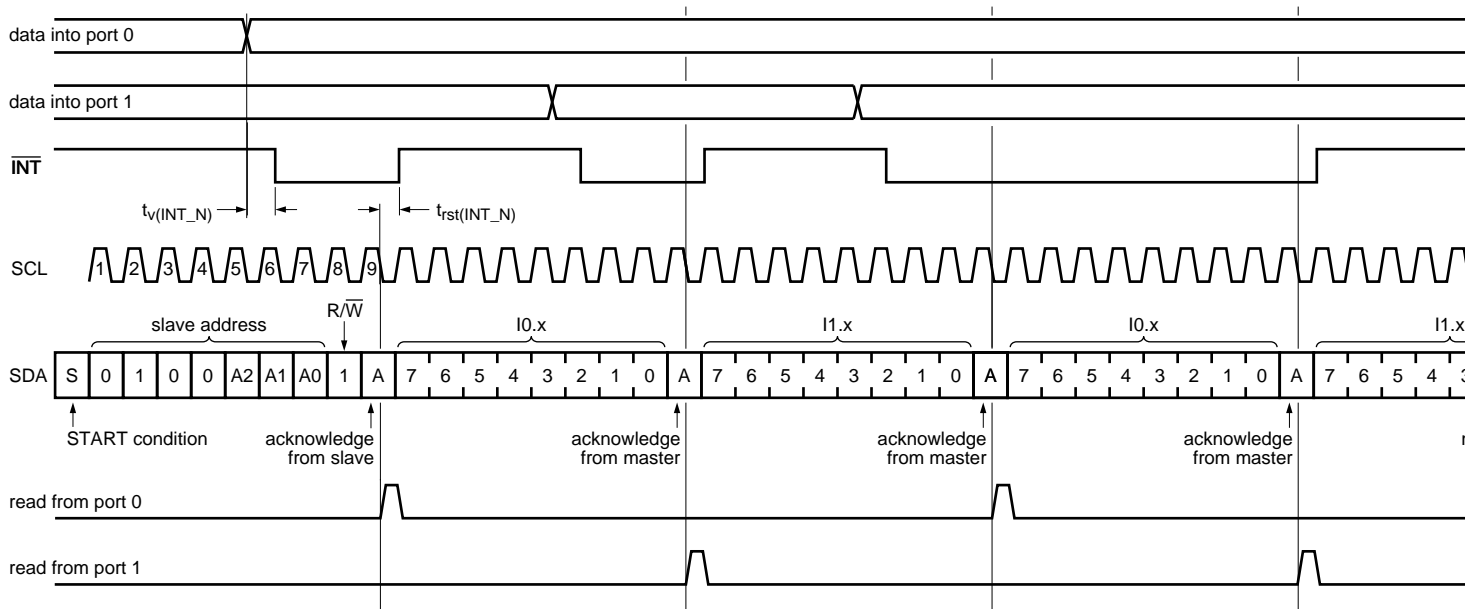 data into port 0
data into port 1
INT
tv(INT_N)
trst(INT_N)
SCL
1 2 3 4 5 6 7 8 9
R/W
slave address
I0.x
I1.x
I0.x
I1.x
SDA
S 0 1 0 0 A2 A1 A0 1 A 7 6 5 4 3 2 1 0 A 7 6 5 4 3 2 1 0 A 7 6 5 4 3 2 1 0 A 7 6 5 4 3
START condition
acknowledge
from slave
acknowledge
from master
acknowledge
from master
acknowledge
from master
read from port 0
read from port 1